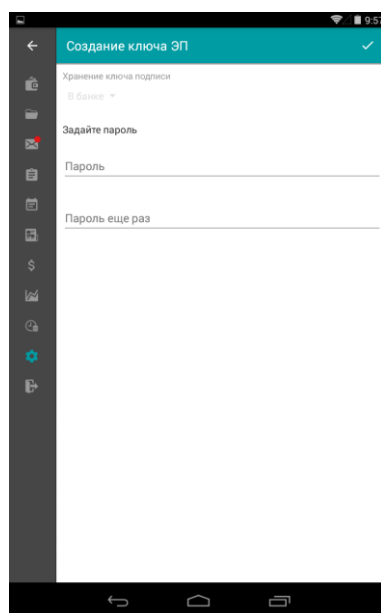 9:57
Создание ключа ЭП
Хранение ключа подписи
В банке
Задайте пароль
Пароль
Пароль еще раз